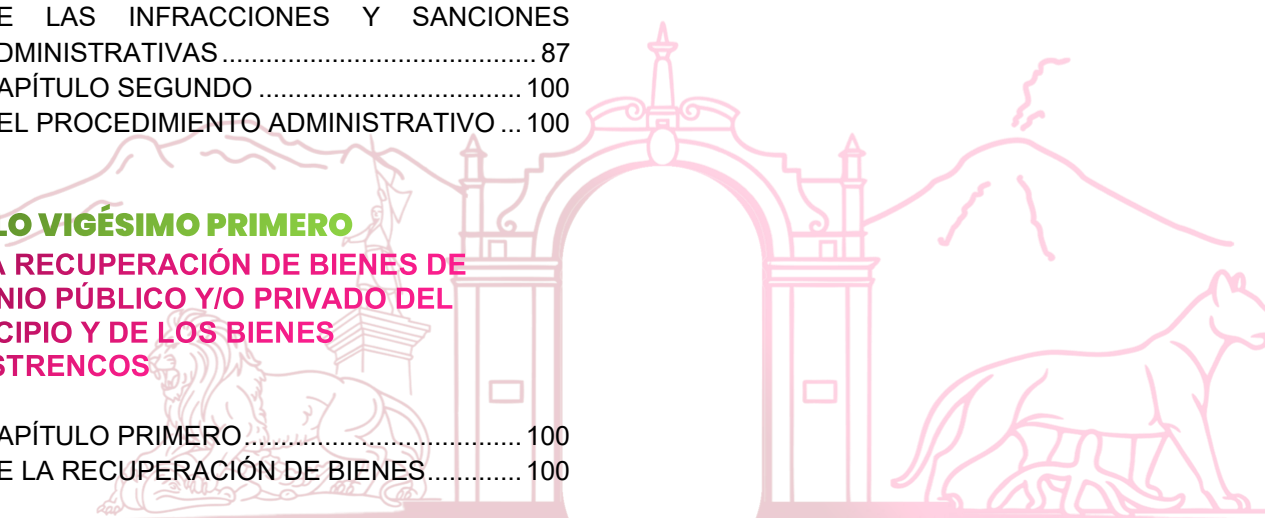 E LAS INFRACCIONES Y SANCIONES
DMINISTRATIVAS........................................... 87
APÍTULO SEGUNDO .................................... 100
EL PROCEDIMIENTO ADMINISTRATIVO ... 100
LO VIGÉSIMO PRIMERO
A RECUPERACIÓN DE BIENES DE
NIO PÚBLICO Y/O PRIVADO DEL
CIPIO Y DE LOS BIENES
STRENCOS
APÍTULO PRIMERO...................................... 100
E LA RECUPERACIÓN DE BIENES............. 100